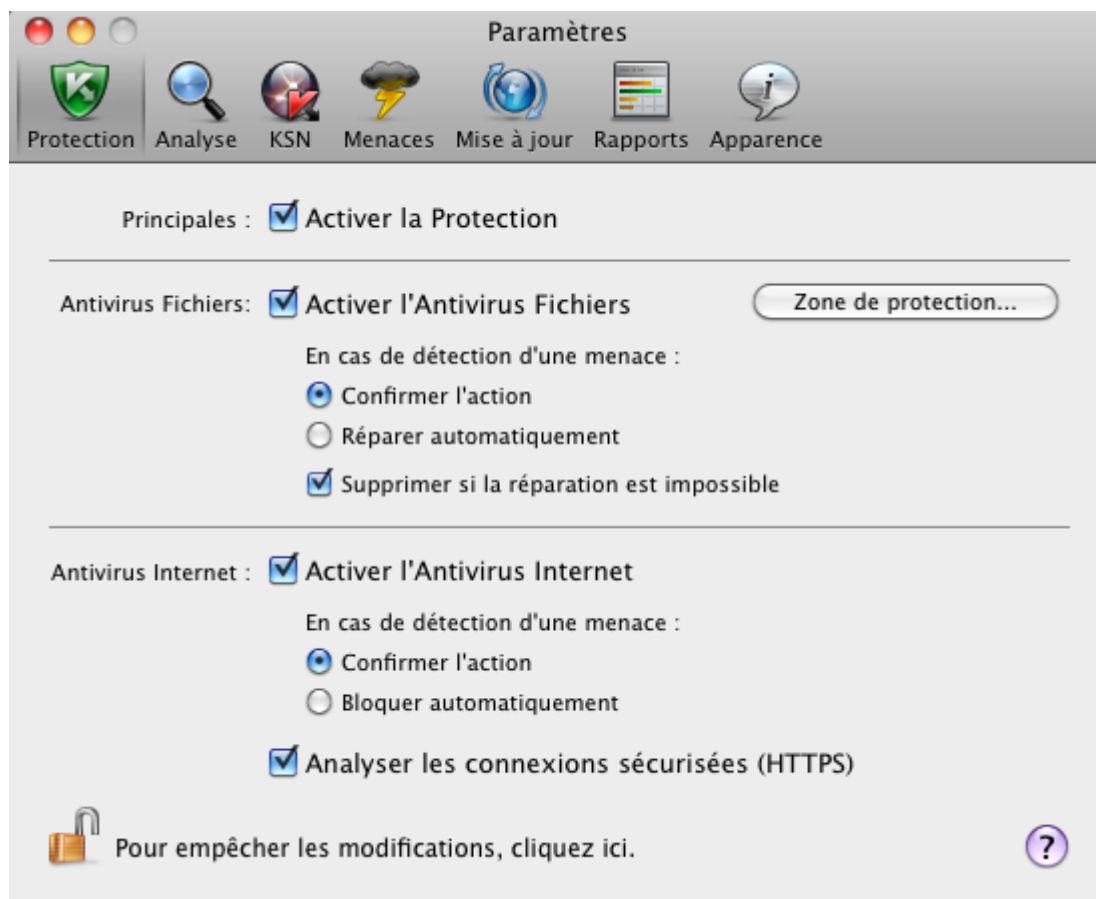 Paramètres
Protection Analyse KSN Menaces Mise à jour Rapports Apparence
Principales : Activer la Protection
Antivirus Fichiers: Activer l'Antivirus Fichiers Zone de protection...
En cas de détection d'une menace :
Confirmer l'action
Réparer automatiquement
Supprimer si la réparation est impossible
Antivirus Internet : Activer l'Antivirus Internet
En cas de détection d'une menace :
Confirmer l'action
Bloquer automatiquement
Analyser les connexions sécurisées (HTTPS)
Pour empêcher les modifications, cliquez ici. ?